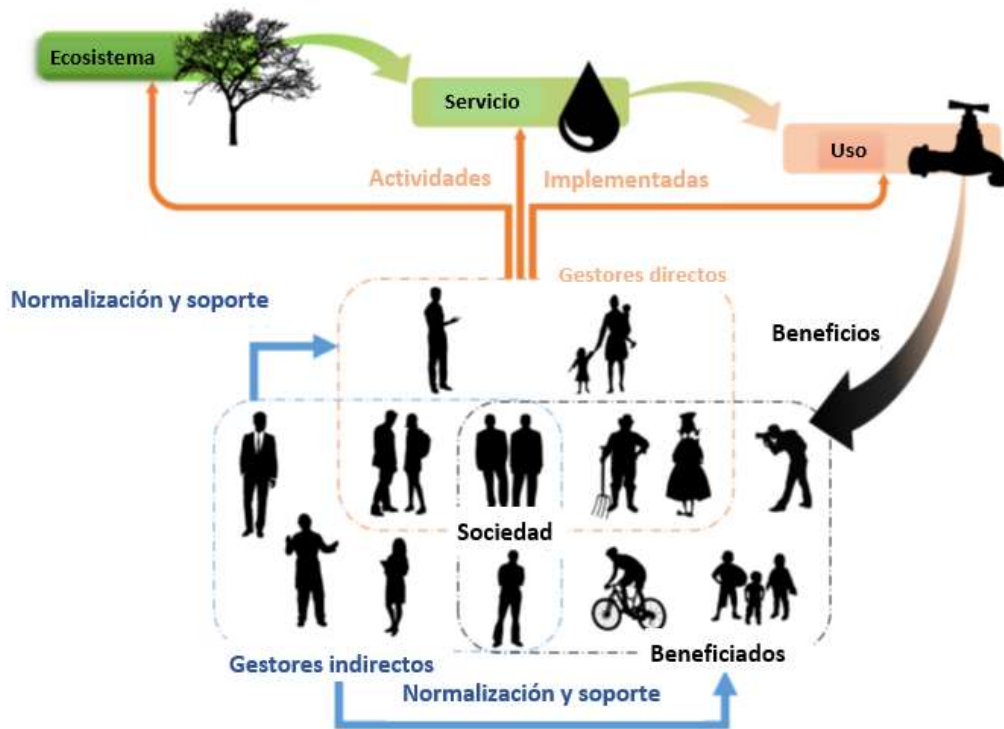 Ecosistema
Servicio
Uso
Actividades
Implementadas
Gestores directos
Normalización y soporte
Beneficios
Sociedad
Gestores indirectos
Beneficiados
Normalización y soporte